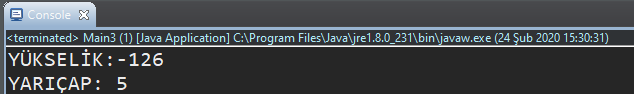 Console
<terminated> Main3 (1) [Java Application] C:\Program Files\Java\jre1.8.0_231\bin\javaw.exe (24 Şub 2020 15:30:31)
YÜKSELİK:-126
YARIÇAP: 5